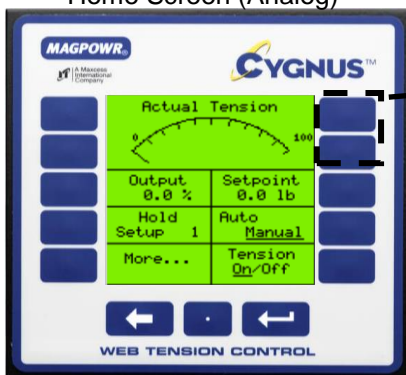 Home Screen (Analog)
MAGPOWR®
A Maxcess
International
Company
CYGNUS™
Actual Tension
0
100
Output
0.0 %
Setpoint
0.0 lb
Hold
Setup 1
Auto
Manual
More...
Tension
On/Off
WEB TENSION CONTROL